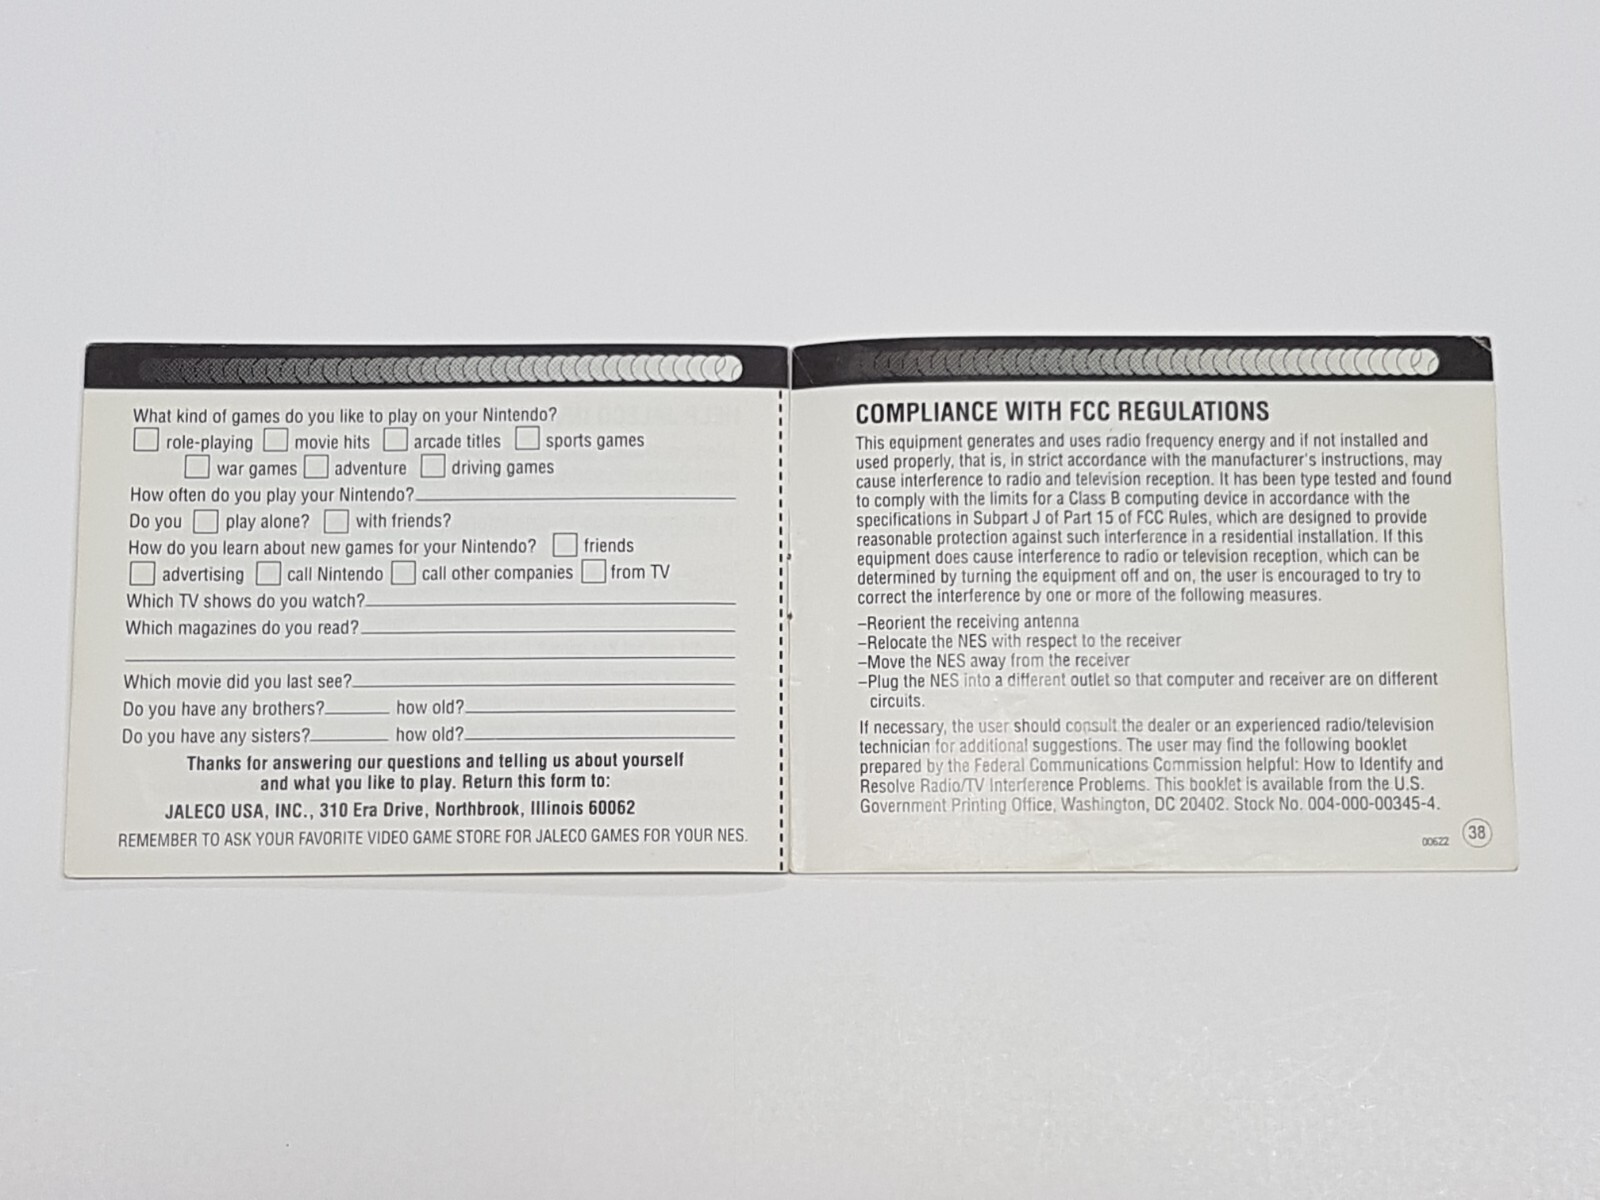 What kind of games do you like to play on your Nintendo?
role-playing movie hits arcade titles sports games
war games adventure driving games
How often do you play your Nintendo?
Do you play alone? with friends?
How do you learn about new games for your Nintendo? friends
advertising call Nintendo call other companies from TV
Which TV shows do you watch?
Which magazines do you read?
Which movie did you last see?
Do you have any brothers? how old?
Do you have any sisters? how old?
Thanks for answering our questions and telling us about yourself
and what you like to play. Return this form to:
JALECO USA, INC., 310 Era Drive, Northbrook, Illinois 60062
REMEMBER TO ASK YOUR FAVORITE VIDEO GAME STORE FOR JALECO GAMES FOR YOUR NES.
COMPLIANCE WITH FCC REGULATIONS
This equipment generates and uses radio frequency energy and if not installed and
used properly, that is, in strict accordance with the manufacturer's instructions, may
cause interference to radio and television reception. It has been type tested and found
to comply with the limits for a Class B computing device in accordance with the
specifications in Subpart J of Part 15 of FCC Rules, which are designed to provide
reasonable protection against such interference in a residential installation. If this
equipment does cause interference to radio or television reception, which can be
determined by turning the equipment off and on, the user is encouraged to try to
correct the interference by one or more of the following measures.
–Reorient the receiving antenna
–Relocate the NES with respect to the receiver
–Move the NES away from the receiver
–Plug the NES into a different outlet so that computer and receiver are on different
circuits.
If necessary, the user should consult the dealer or an experienced radio/television
technician for additional suggestions. The user may find the following booklet
prepared by the Federal Communications Commission helpful: How to Identify and
Resolve Radio/TV Interference Problems. This booklet is available from the U.S.
Government Printing Office, Washington, DC 20402. Stock No. 004-000-00345-4.
00622 38